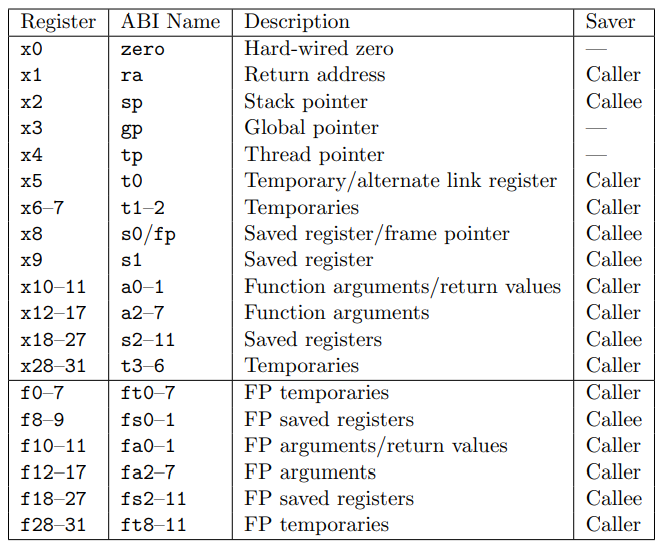 Register ABI Name Description Saver
x0 zero Hard-wired zero —
x1 ra Return address Caller
x2 sp Stack pointer Callee
x3 gp Global pointer —
x4 tp Thread pointer —
x5 t0 Temporary/alternate link register Caller
x6–7 t1–2 Temporaries Caller
x8 s0/fp Saved register/frame pointer Callee
x9 s1 Saved register Callee
x10–11 a0–1 Function arguments/return values Caller
x12–17 a2–7 Function arguments Caller
x18–27 s2–11 Saved registers Callee
x28–31 t3–6 Temporaries Caller
f0–7 ft0–7 FP temporaries Caller
f8–9 fs0–1 FP saved registers Callee
f10–11 fa0–1 FP arguments/return values Caller
f12–17 fa2–7 FP arguments Caller
f18–27 fs2–11 FP saved registers Callee
f28–31 ft8–11 FP temporaries Caller